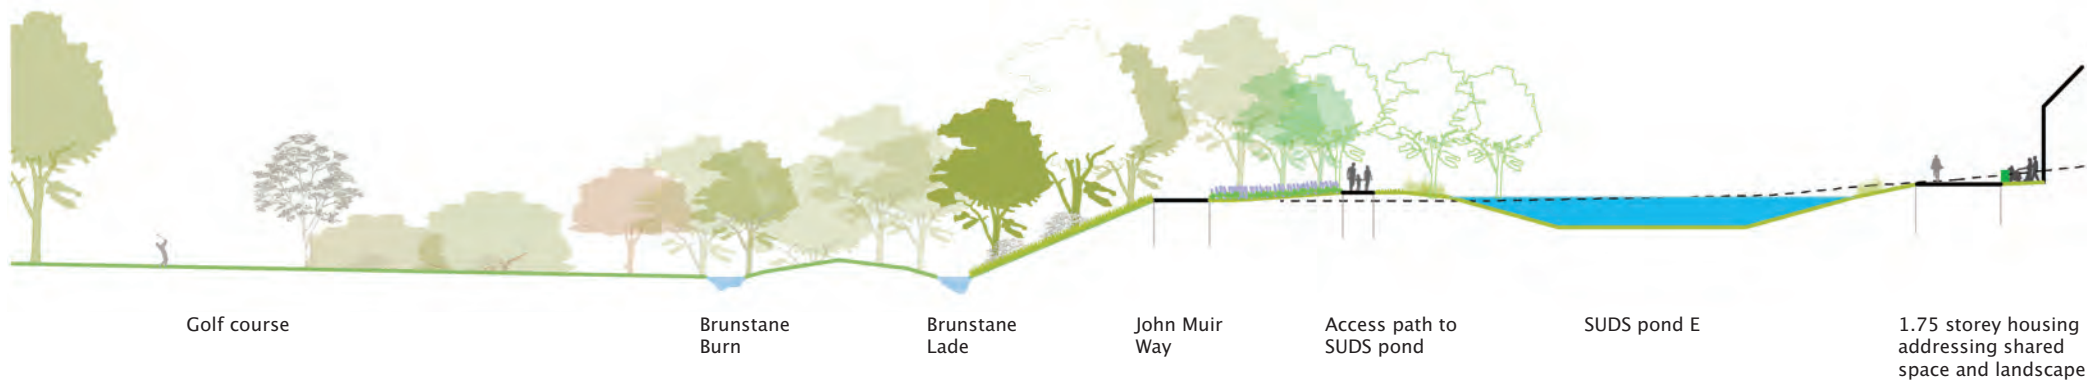 Golf course
Brunstane
Burn
Brunstane
Lade
John Muir
Way
Access path to
SUDS pond
SUDS pond E
1.75 storey housing
addressing shared
space and landscape